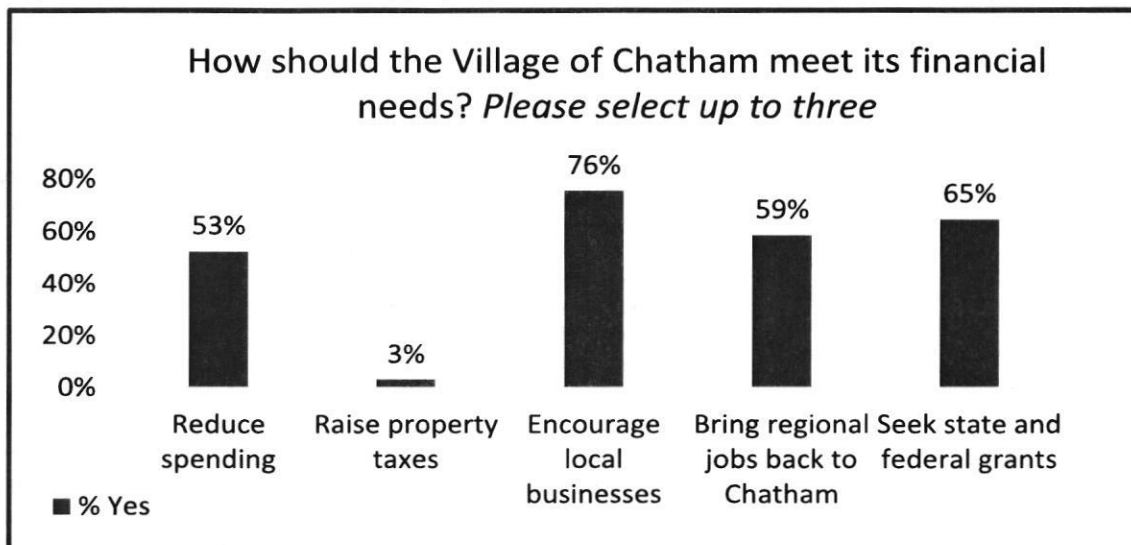 How should the Village of Chatham meet its financial
needs? Please select up to three
80%
60%
40%
20%
0%
53%
3%
76%
59%
65%
Reduce
spending
Raise property
taxes
Encourage
local
businesses
Bring regional
jobs back to
Chatham
Seek state and
federal grants
% Yes